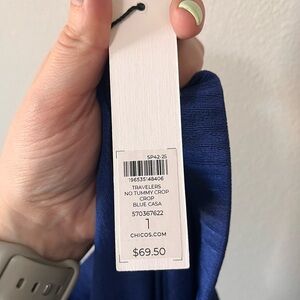 SP42-25
196535148406
TRAVELERS
NO TUMMY CROP
CROP
BLUE CASA
570367622
1
CHICOS.COM
$69.50